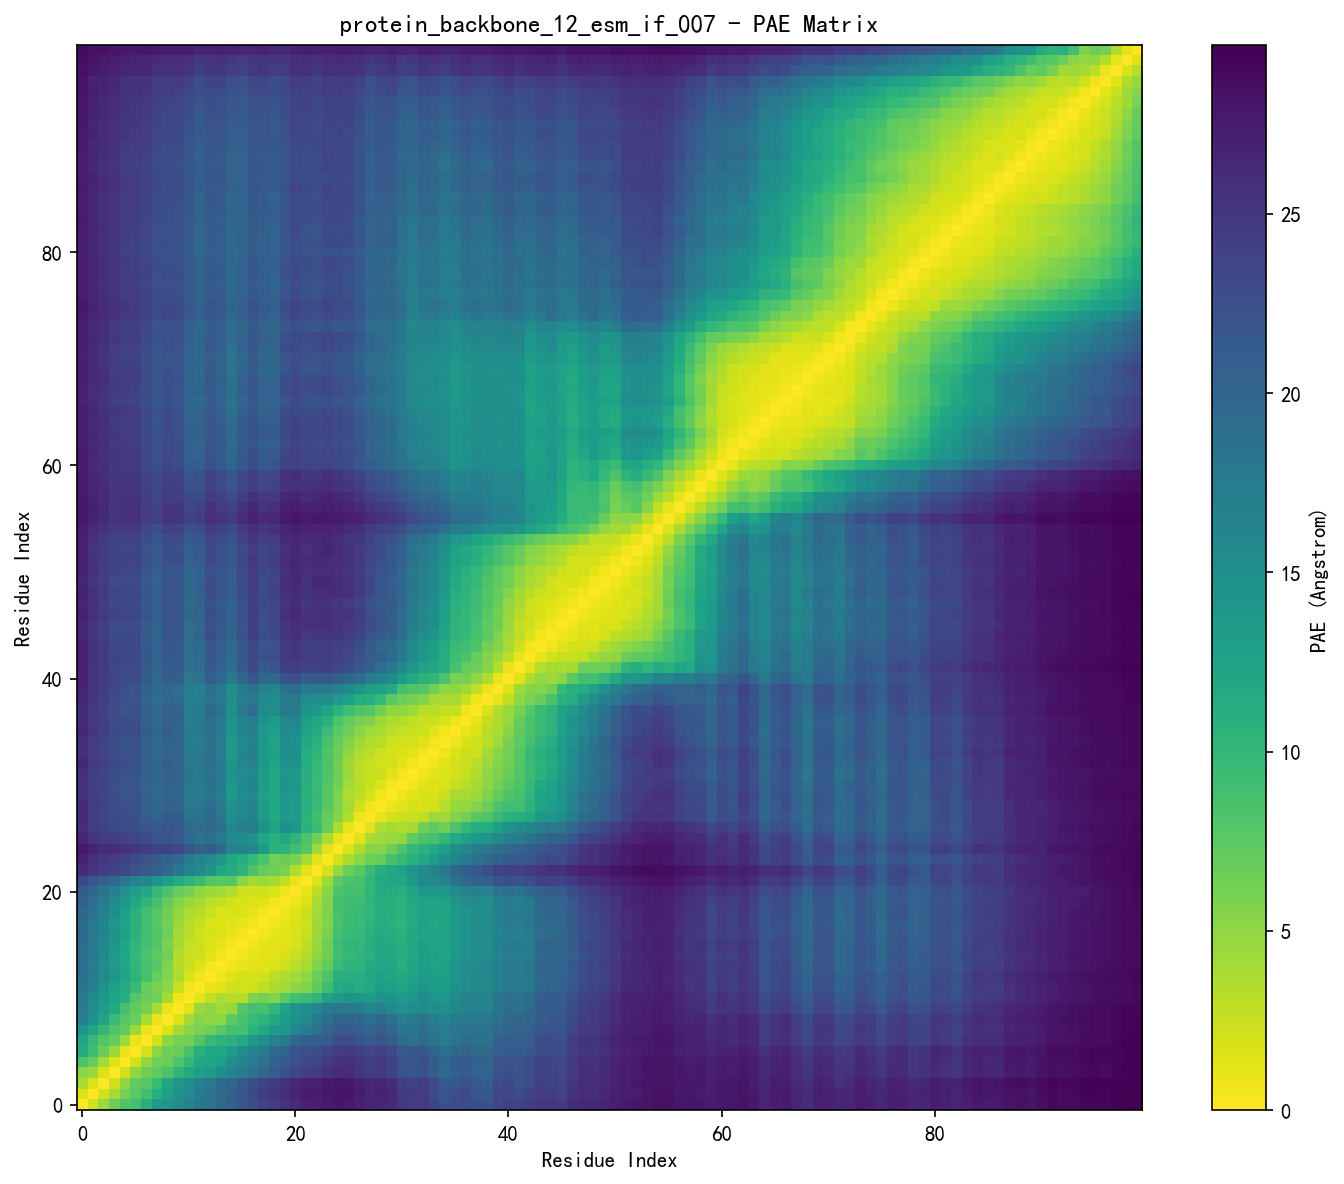 protein_backbone_12_esm_if_007 - PAE Matrix
Residue Index
80
60
40
20
0
0 20 40 60 80
Residue Index
25
20
15
10
5
0
PAE (Angstrom)